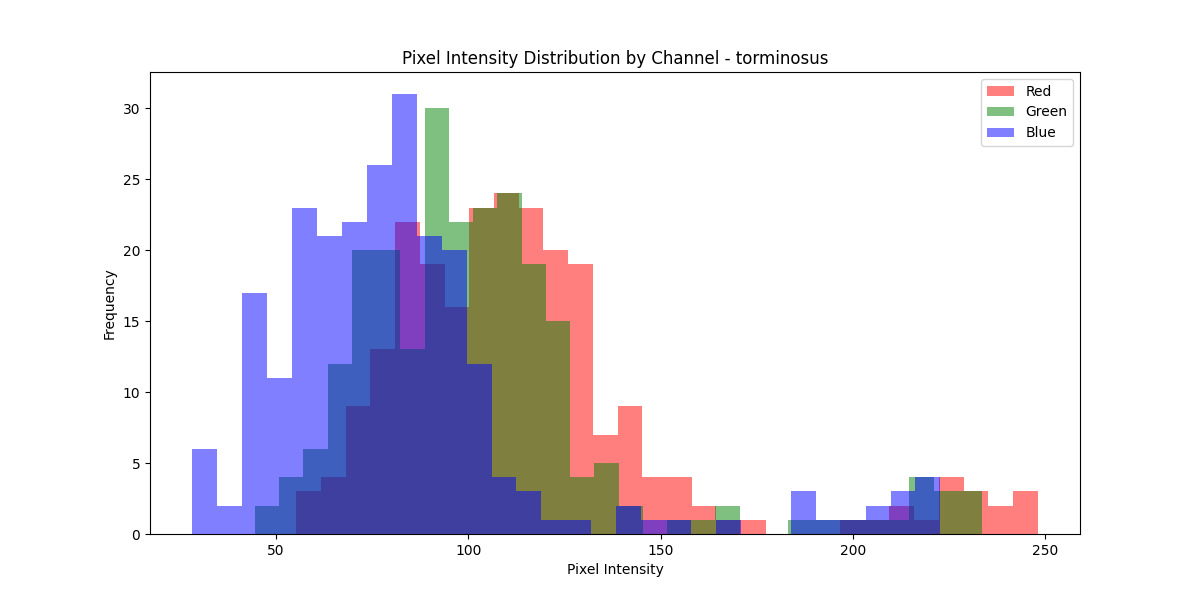 Pixel Intensity Distribution by Channel - torminosus
Red
Green
Blue
Frequency
30
25
20
15
10
5
0
50
100
150
200
250
Pixel Intensity